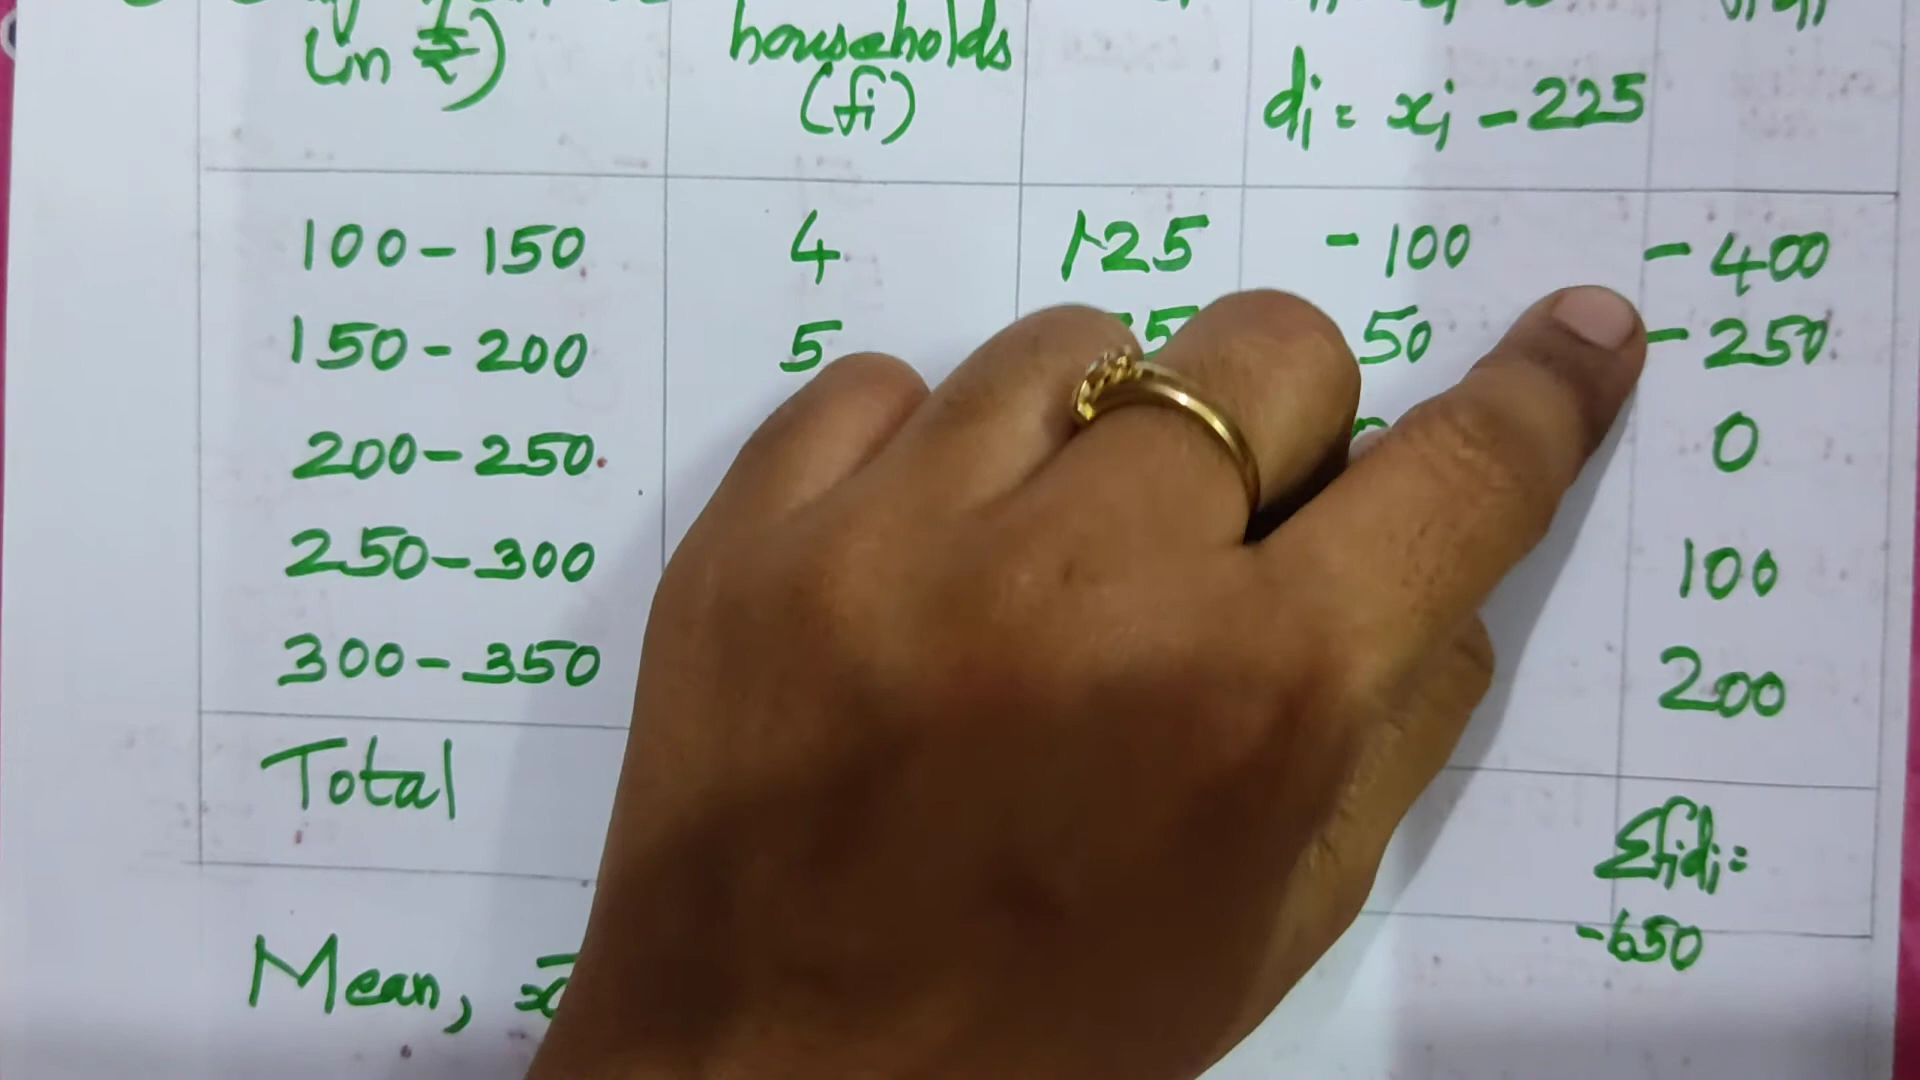 (in ₹)
households
(fi)
di = xi - 225
100 - 150 4 125 - 100 - 400
150 - 200 5 50 - 250
200 - 250 0
250 - 300 100
300 - 350 200
Total Σfidi =
-650
Mean, x̄